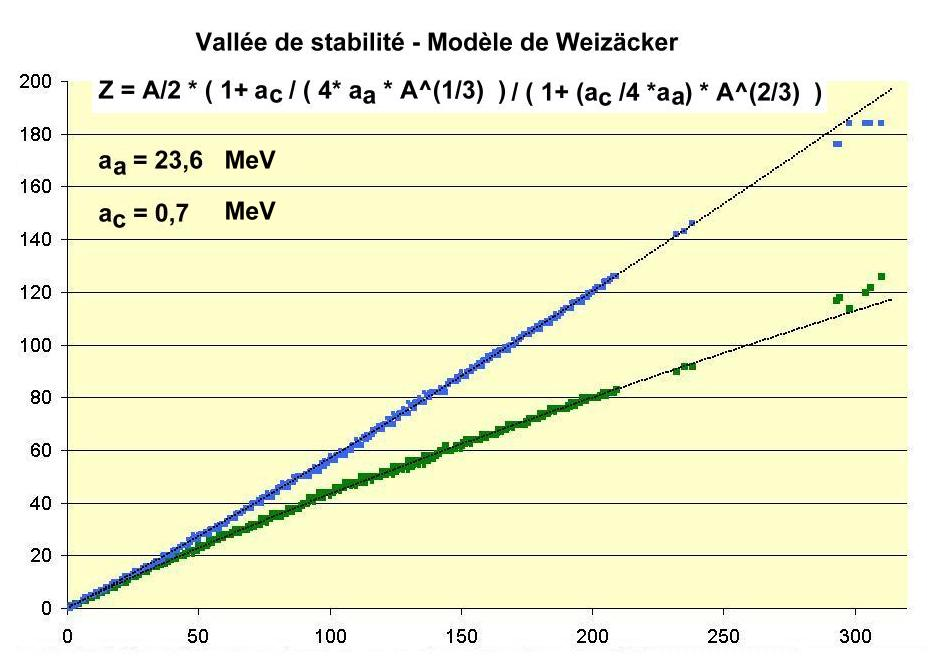 Vallée de stabilité - Modèle de Weizäcker
Z = A/2 * ( 1+ ac / ( 4* aa * A^(1/3) ) / ( 1+ (ac /4 *aa) * A^(2/3) )
aa = 23,6 MeV
ac = 0,7 MeV
200
180
160
140
120
100
80
60
40
20
0
0 50 100 150 200 250 300